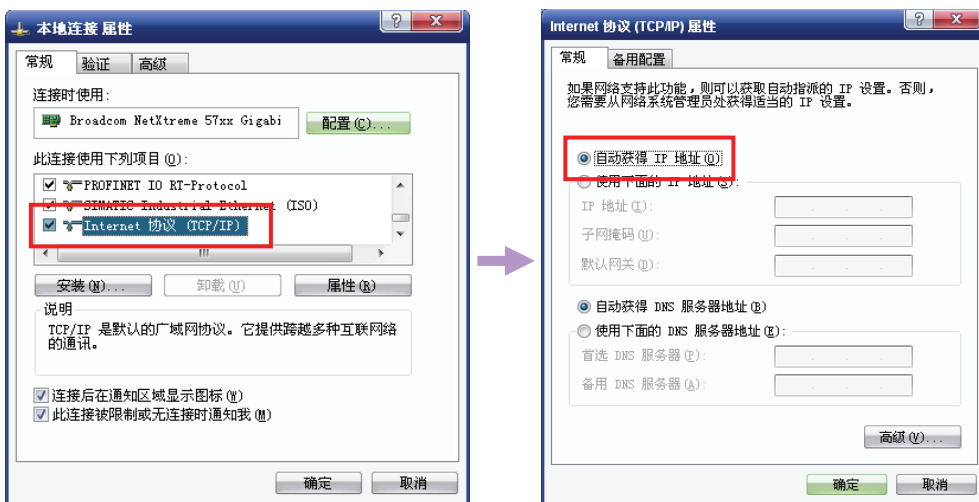 本地连接 属性
常规
验证
高级
连接时使用:
Broadcom NetXtreme 57xx Gigabi
配置(C)...
此连接使用下列项目(O):
PROFINET IO RT-Protocol
SIMATIC Industrial Ethernet (ISO)
Internet 协议 (TCP/IP)
安装(N)...
卸载(U)
属性(R)
说明
TCP/IP 是默认的广域网协议。它提供跨越多种互联网络
的通讯。
连接后在通知区域显示图标(W)
此连接被限制或无连接时通知我(M)
确定
取消
Internet 协议 (TCP/IP) 属性
常规
备用配置
如果网络支持此功能，则可以获取自动指派的 IP 设置。否则，
您需要从网络系统管理员处获得适当的 IP 设置。
自动获得 IP 地址(O)
使用下面的 IP 地址(S):
IP 地址(I):
子网掩码(U):
默认网关(D):
自动获得 DNS 服务器地址(B)
使用下面的 DNS 服务器地址(E):
首选 DNS 服务器(P):
备用 DNS 服务器(A):
高级(V)...
确定
取消